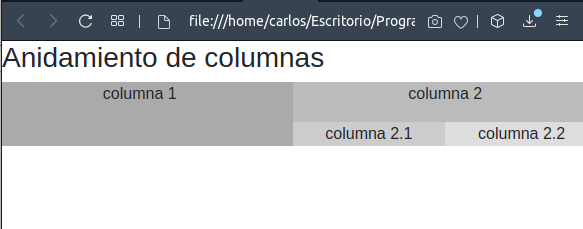 file:///home/carlos/Escritorio/Progra
Anidamiento de columnas
columna 1
columna 2
columna 2.1
columna 2.2